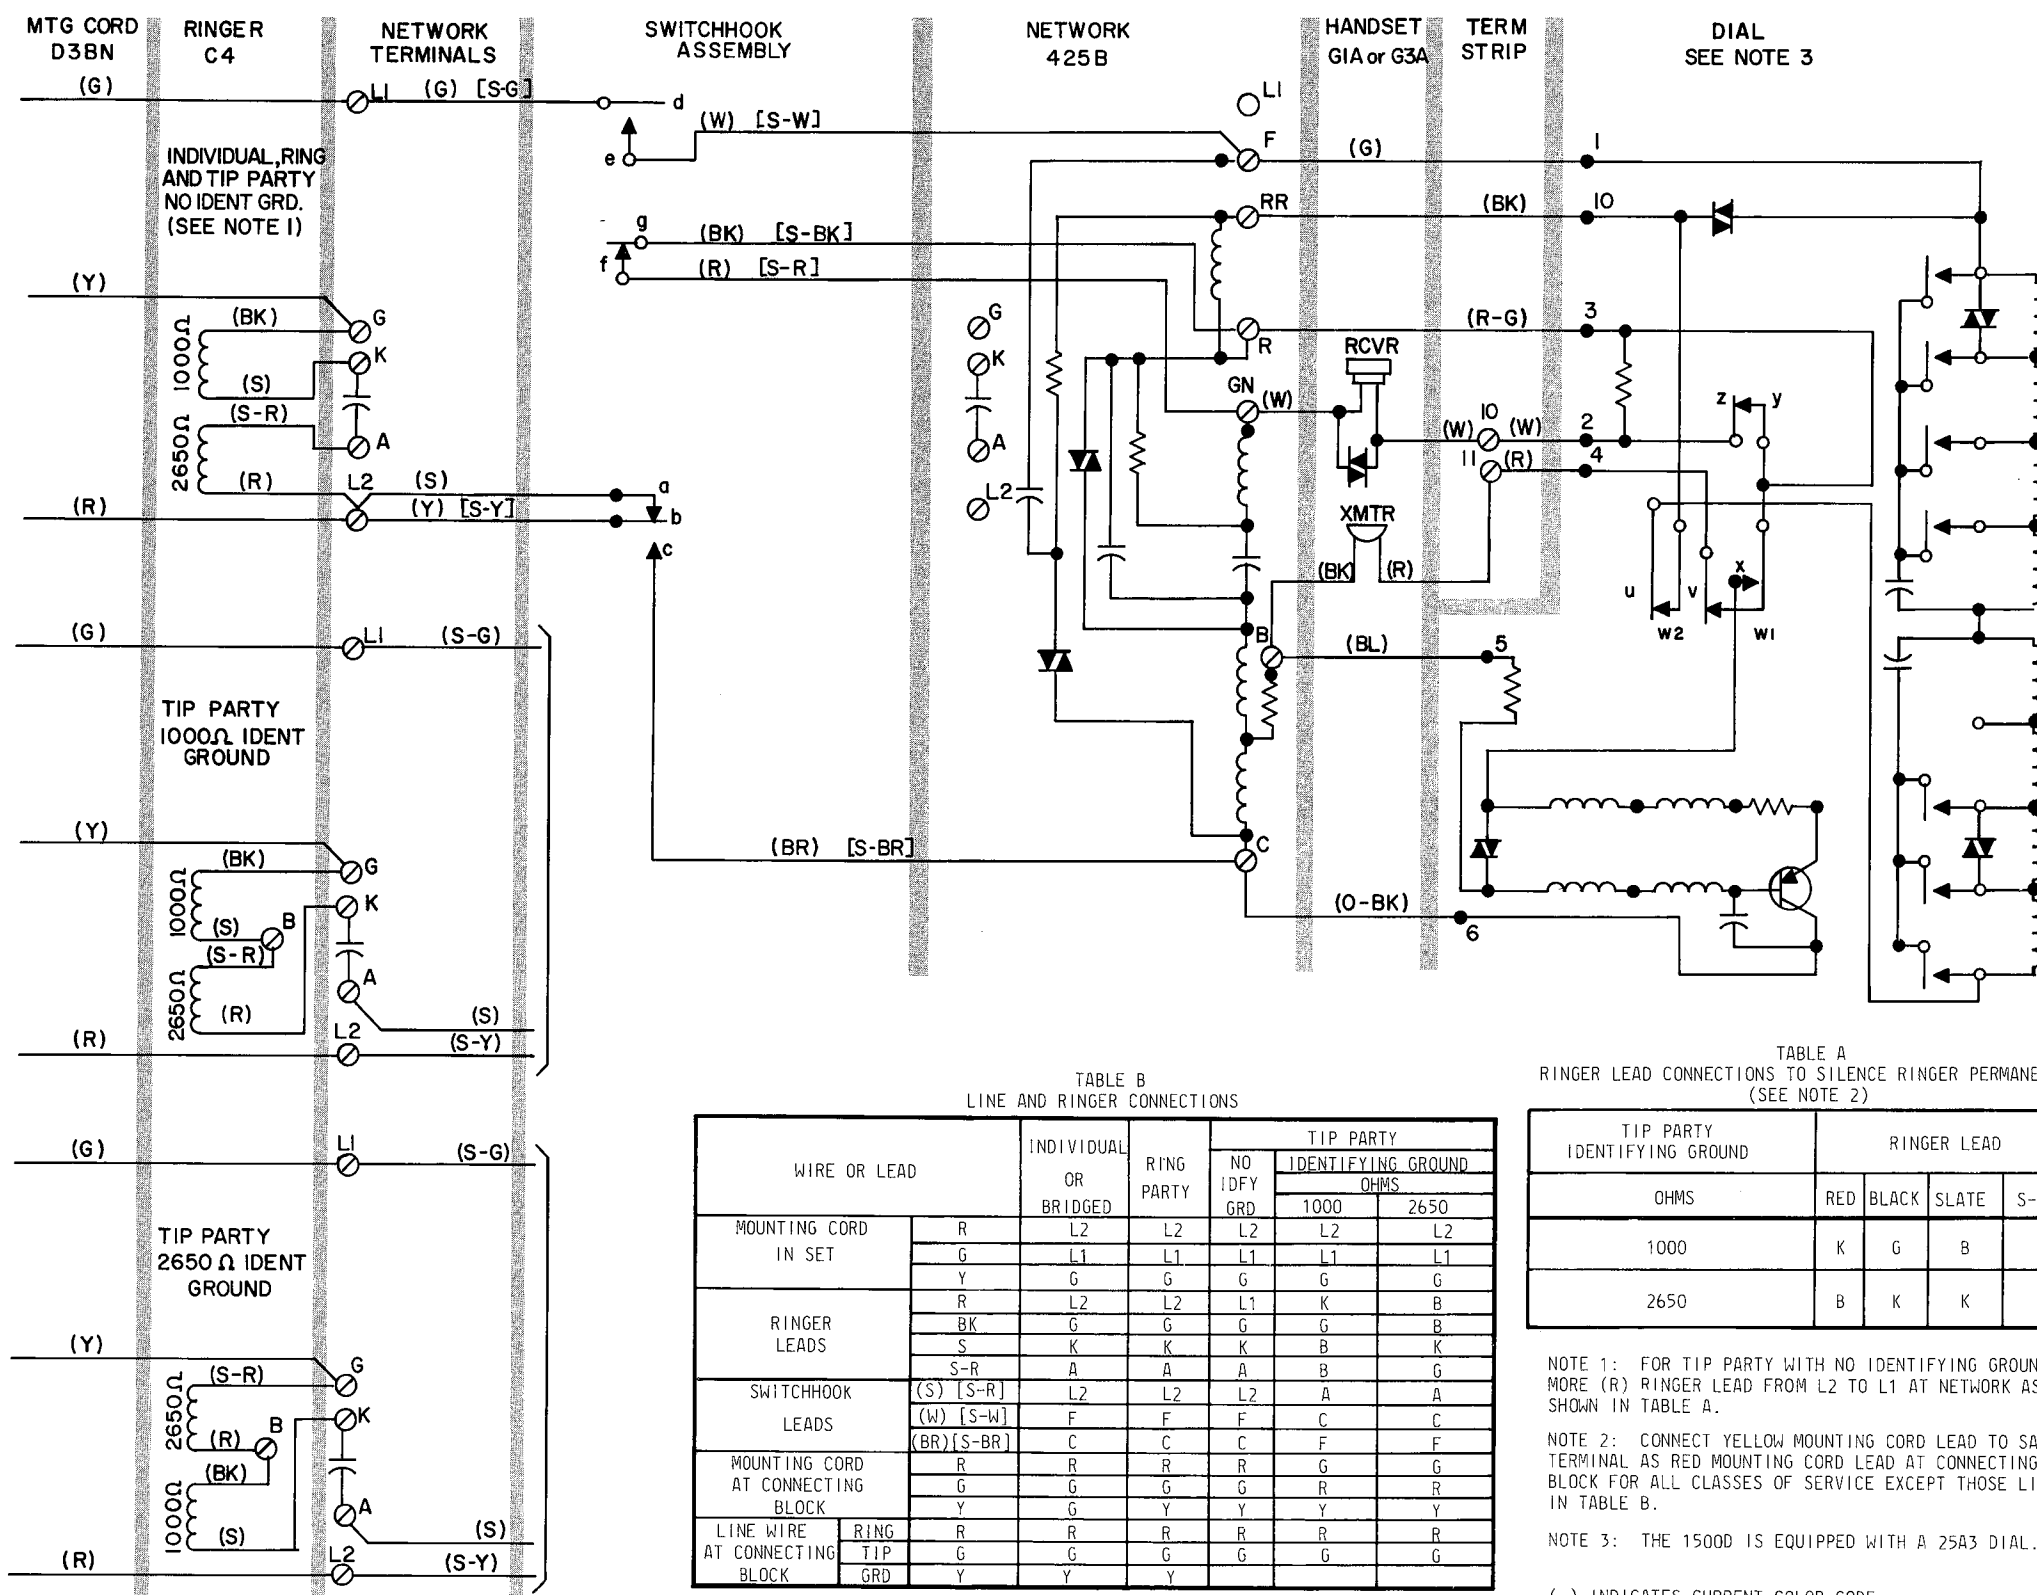 MTG CORD
D3BN
RINGER
C4
NETWORK
TERMINALS
SWITCHHOOK
ASSEMBLY
NETWORK
425B
HANDSET
G1A or G3A
TERM
STRIP
DIAL
SEE NOTE 3
(G)
L1
(G) [S-G]
d
e
(W) [S-W]
L1
F
(G)
1
INDIVIDUAL, RING
AND TIP PARTY
NO IDENT GRD.
(SEE NOTE 1)
g
f
(BK) [S-BK]
(R) [S-R]
RR
(BK)
10
(Y)
(BK)
G
1000Ω
K
(S)
(S-R)
2650Ω
A
(R)
L2
(S)
(R)
(Y) [S-Y]
a
b
c
G
K
A
L2
R
(R-G)
3
GN
(W)
RCVR
(W)
10
(W)
2
11
(R)
4
XMTR
(BK)
(R)
z
y
x
u
v
W2
W1
B
(BL)
5
C
(BR) [S-BR]
(O-BK)
6
(G)
L1
(S-G)
TIP PARTY
1000Ω IDENT
GROUND
(Y)
(BK)
G
1000Ω
K
(S)
B
(S-R)
2650Ω
A
(R)
(S)
L2
(R)
(S-Y)
(G)
L1
(S-G)
TIP PARTY
2650 Ω IDENT
GROUND
(Y)
(S-R)
G
2650Ω
K
(R)
B
(BK)
1000Ω
A
(S)
(S)
L2
(R)
(S-Y)
TABLE B
LINE AND RINGER CONNECTIONS
WIRE OR LEAD
INDIVIDUAL
OR
BRIDGED
RING
PARTY
TIP PARTY
NO
IDFY
GRD
IDENTIFYING GROUND
OHMS
1000 2650
MOUNTING CORD
IN SET
R L2 L2 L2 L2 L2
G L1 L1 L1 L1 L1
Y G G G G G
RINGER
LEADS
R L2 L2 L1 K B
BK G G G G B
S K K K B K
S-R A A A B G
SWITCHHOOK
LEADS
(S) [S-R] L2 L2 L2 A A
(W) [S-W] F F F C C
(BR)[S-BR] C C C F F
MOUNTING CORD
AT CONNECTING
BLOCK
R R R R G G
G G G G R R
Y G Y Y Y Y
LINE WIRE
AT CONNECTING
BLOCK
RING R R R R R R
TIP G G G G G G
GRD Y Y Y
TABLE A
RINGER LEAD CONNECTIONS TO SILENCE RINGER PERMANE
(SEE NOTE 2)
TIP PARTY
IDENTIFYING GROUND
RINGER LEAD
OHMS RED BLACK SLATE S-
1000 K G B
2650 B K K
NOTE 1: FOR TIP PARTY WITH NO IDENTIFYING GROUN
MORE (R) RINGER LEAD FROM L2 TO L1 AT NETWORK AS
SHOWN IN TABLE A.
NOTE 2: CONNECT YELLOW MOUNTING CORD LEAD TO SA
TERMINAL AS RED MOUNTING CORD LEAD AT CONNECTING
BLOCK FOR ALL CLASSES OF SERVICE EXCEPT THOSE LI
IN TABLE B.
NOTE 3: THE 1500D IS EQUIPPED WITH A 25A3 DIAL.
( ) INDICATES CURRENT COLOR CODE